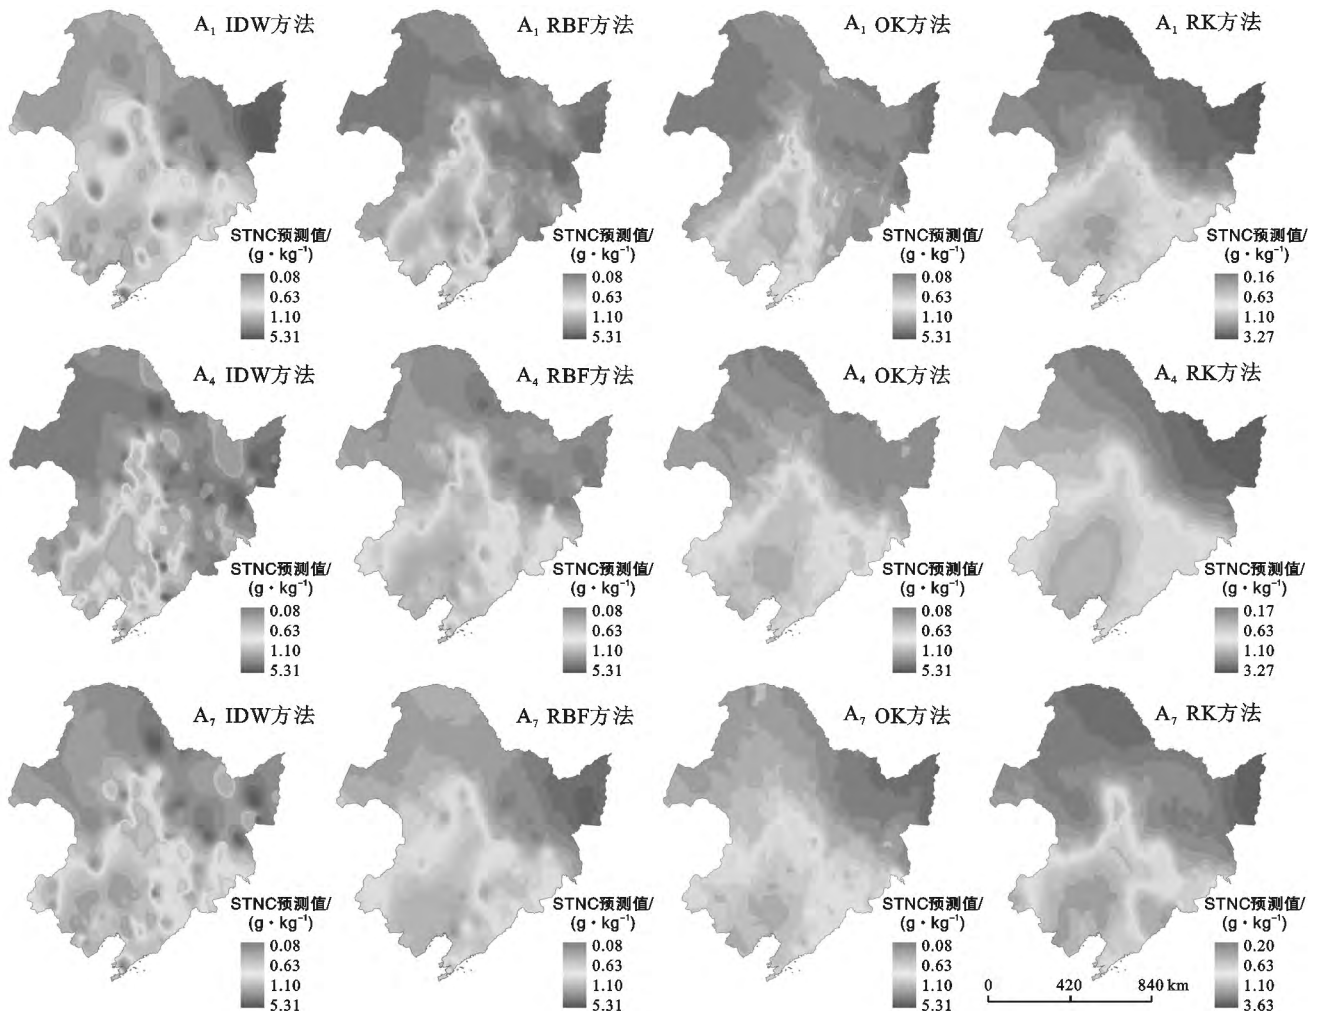 A₁ IDW方法
A₁ RBF方法
A₁ OK方法
A₁ RK方法
STNC预测值/
(g·kg⁻¹)
0.08
0.63
1.10
5.31
STNC预测值/
(g·kg⁻¹)
0.08
0.63
1.10
5.31
STNC预测值/
(g·kg⁻¹)
0.08
0.63
1.10
5.31
STNC预测值/
(g·kg⁻¹)
0.16
0.63
1.10
3.27
A₄ IDW方法
A₄ RBF方法
A₄ OK方法
A₄ RK方法
STNC预测值/
(g·kg⁻¹)
0.08
0.63
1.10
5.31
STNC预测值/
(g·kg⁻¹)
0.08
0.63
1.10
5.31
STNC预测值/
(g·kg⁻¹)
0.08
0.63
1.10
5.31
STNC预测值/
(g·kg⁻¹)
0.17
0.63
1.10
3.27
A₇ IDW方法
A₇ RBF方法
A₇ OK方法
A₇ RK方法
STNC预测值/
(g·kg⁻¹)
0.08
0.63
1.10
5.31
STNC预测值/
(g·kg⁻¹)
0.08
0.63
1.10
5.31
STNC预测值/
(g·kg⁻¹)
0.08
0.63
1.10
5.31
STNC预测值/
(g·kg⁻¹)
0.20
0.63
1.10
3.63
0 420 840 km